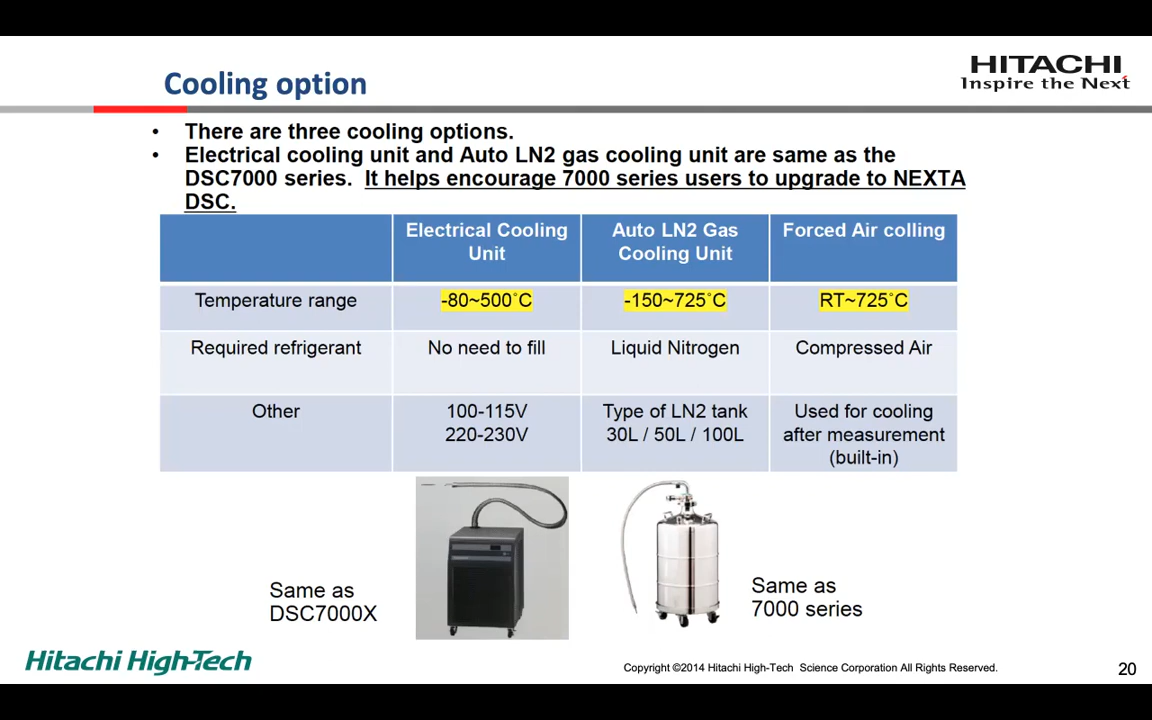 Cooling option
HITACHI
Inspire the Next
• There are three cooling options.
• Electrical cooling unit and Auto LN2 gas cooling unit are same as the
DSC7000 series. It helps encourage 7000 series users to upgrade to NEXTA
DSC.
Electrical Cooling
Unit
Auto LN2 Gas
Cooling Unit
Forced Air colling
Temperature range
-80~500˚C
-150~725˚C
RT~725˚C
Required refrigerant
No need to fill
Liquid Nitrogen
Compressed Air
Other
100-115V
220-230V
Type of LN2 tank
30L / 50L / 100L
Used for cooling
after measurement
(built-in)
Same as
DSC7000X
Same as
7000 series
Hitachi High-Tech
Copyright ©2014 Hitachi High-Tech Science Corporation All Rights Reserved.
20